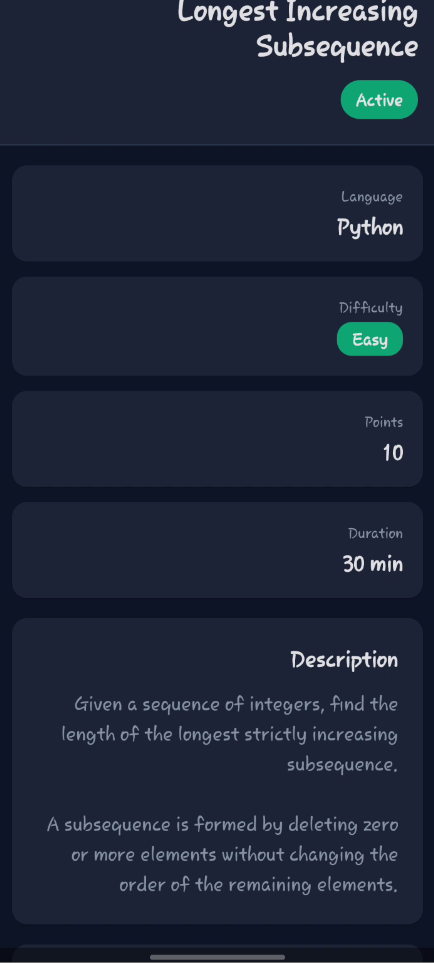 Longest Increasing
Subsequence
Active
Language
Python
Difficulty
Easy
Points
10
Duration
30 min
Description
Given a sequence of integers, find the
length of the longest strictly increasing
subsequence.
A subsequence is formed by deleting zero
or more elements without changing the
order of the remaining elements.